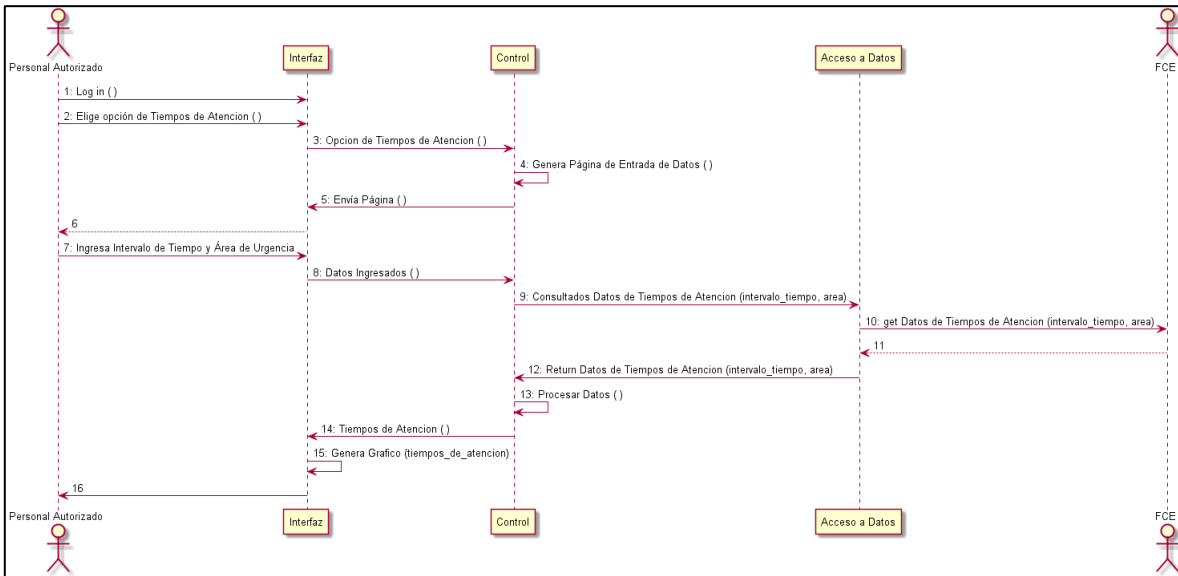 Personal Autorizado
Interfaz
Control
Acceso a Datos
FCE
1: Log in ( )
2: Elige opción de Tiempos de Atencion ( )
3: Opcion de Tiempos de Atencion ( )
4: Genera Página de Entrada de Datos ( )
5: Envía Página ( )
6
7: Ingresa Intervalo de Tiempo y Área de Urgencia
8: Datos Ingresados ( )
9: Consultados Datos de Tiempos de Atencion (intervalo_tiempo, area)
10: get Datos de Tiempos de Atencion (intervalo_tiempo, area)
11
12: Return Datos de Tiempos de Atencion (intervalo_tiempo, area)
13: Procesar Datos ( )
14: Tiempos de Atencion ( )
15: Genera Grafico (tiempos_de_atencion)
16
Personal Autorizado
Interfaz
Control
Acceso a Datos
FCE